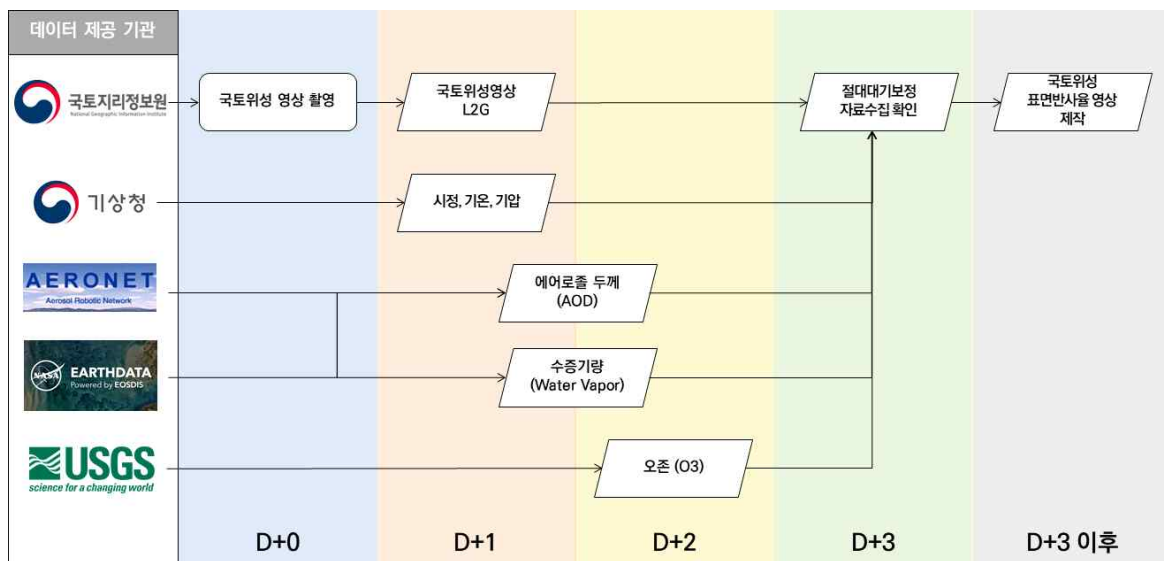 데이터 제공 기관
국토지리정보원
National Geographic Information Institute
국토위성 영상 촬영
국토위성영상
L2G
절대대기보정
자료수집 확인
국토위성
표면반사율 영상
제작
기상청
시정, 기온, 기압
AERONET
Aerosol Robotic Network
에어로졸 두께
(AOD)
NASA
EARTHDATA
Powered by EOSDIS
수증기량
(Water Vapor)
USGS
science for a changing world
오존 (O3)
D+0
D+1
D+2
D+3
D+3 이후